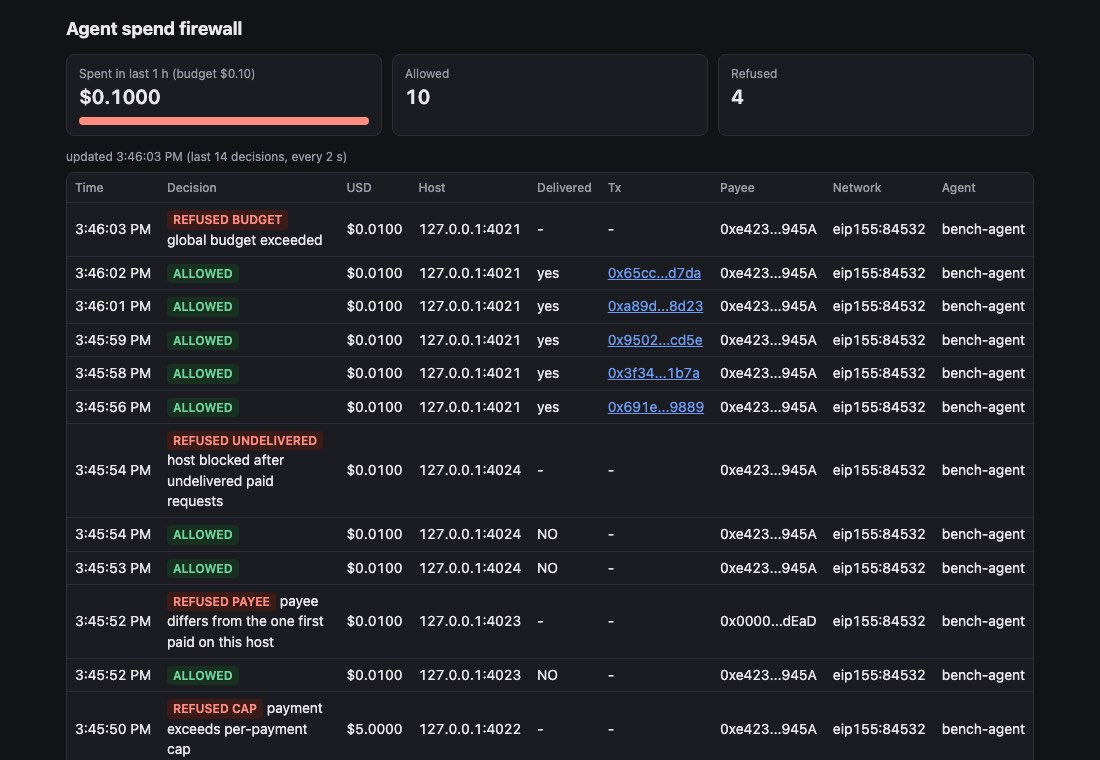 Agent spend firewall
Spent in last 1 h (budget $0.10)
$0.1000
Allowed
10
Refused
4
updated 3:46:03 PM (last 14 decisions, every 2 s)
Time Decision USD Host Delivered Tx Payee Network Agent
3:46:03 PM REFUSED BUDGET global budget exceeded $0.0100 127.0.0.1:4021 - - 0xe423...945A eip155:84532 bench-agent
3:46:02 PM ALLOWED $0.0100 127.0.0.1:4021 yes 0x65cc...d7da 0xe423...945A eip155:84532 bench-agent
3:46:01 PM ALLOWED $0.0100 127.0.0.1:4021 yes 0xa89d...8d23 0xe423...945A eip155:84532 bench-agent
3:45:59 PM ALLOWED $0.0100 127.0.0.1:4021 yes 0x9502...cd5e 0xe423...945A eip155:84532 bench-agent
3:45:58 PM ALLOWED $0.0100 127.0.0.1:4021 yes 0x3f34...1b7a 0xe423...945A eip155:84532 bench-agent
3:45:56 PM ALLOWED $0.0100 127.0.0.1:4021 yes 0x691e...9889 0xe423...945A eip155:84532 bench-agent
3:45:54 PM REFUSED UNDELIVERED host blocked after undelivered paid requests $0.0100 127.0.0.1:4024 - - 0xe423...945A eip155:84532 bench-agent
3:45:54 PM ALLOWED $0.0100 127.0.0.1:4024 NO - 0xe423...945A eip155:84532 bench-agent
3:45:53 PM ALLOWED $0.0100 127.0.0.1:4024 NO - 0xe423...945A eip155:84532 bench-agent
3:45:52 PM REFUSED PAYEE payee differs from the one first paid on this host $0.0100 127.0.0.1:4023 - - 0x0000...dEaD eip155:84532 bench-agent
3:45:52 PM ALLOWED $0.0100 127.0.0.1:4023 NO - 0xe423...945A eip155:84532 bench-agent
3:45:50 PM REFUSED CAP payment exceeds per-payment cap $5.0000 127.0.0.1:4022 - - 0xe423...945A eip155:84532 bench-agent